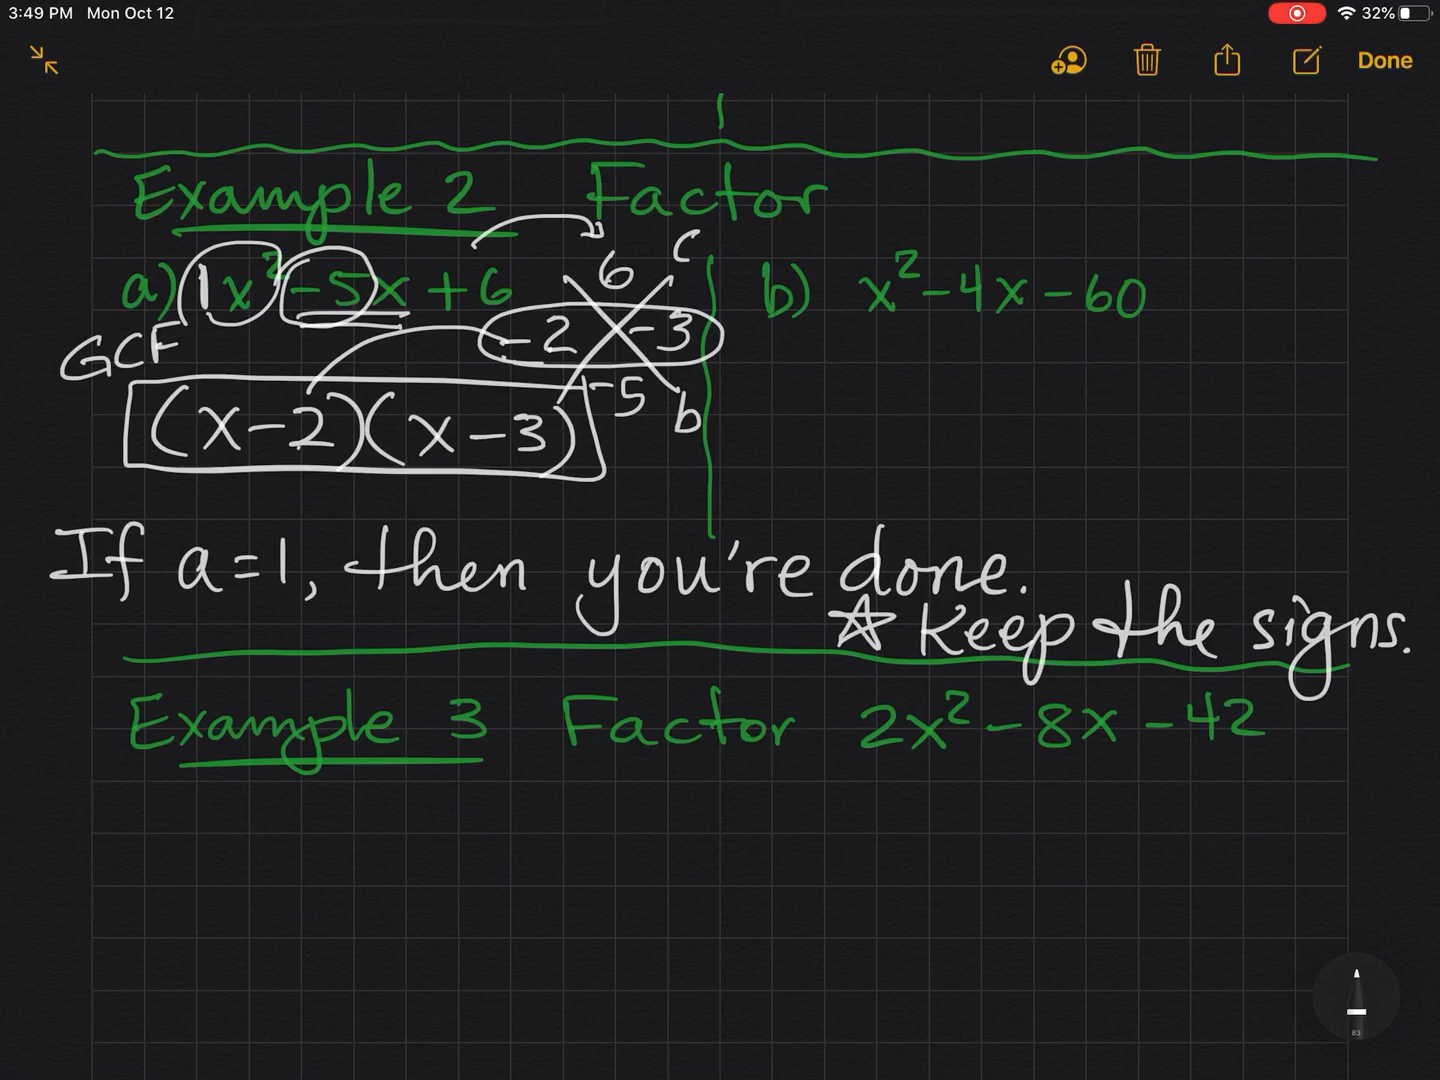 3:49 PM Mon Oct 12
32%
Done
Example 2 Factor
a) 1x² -5x +6
b) x² -4x -60
6 c
GCF
-2 -3
-5 b
(x-2)(x-3)
If a=1, then you're done.
☆ Keep the signs.
Example 3 Factor 2x² -8x -42
83